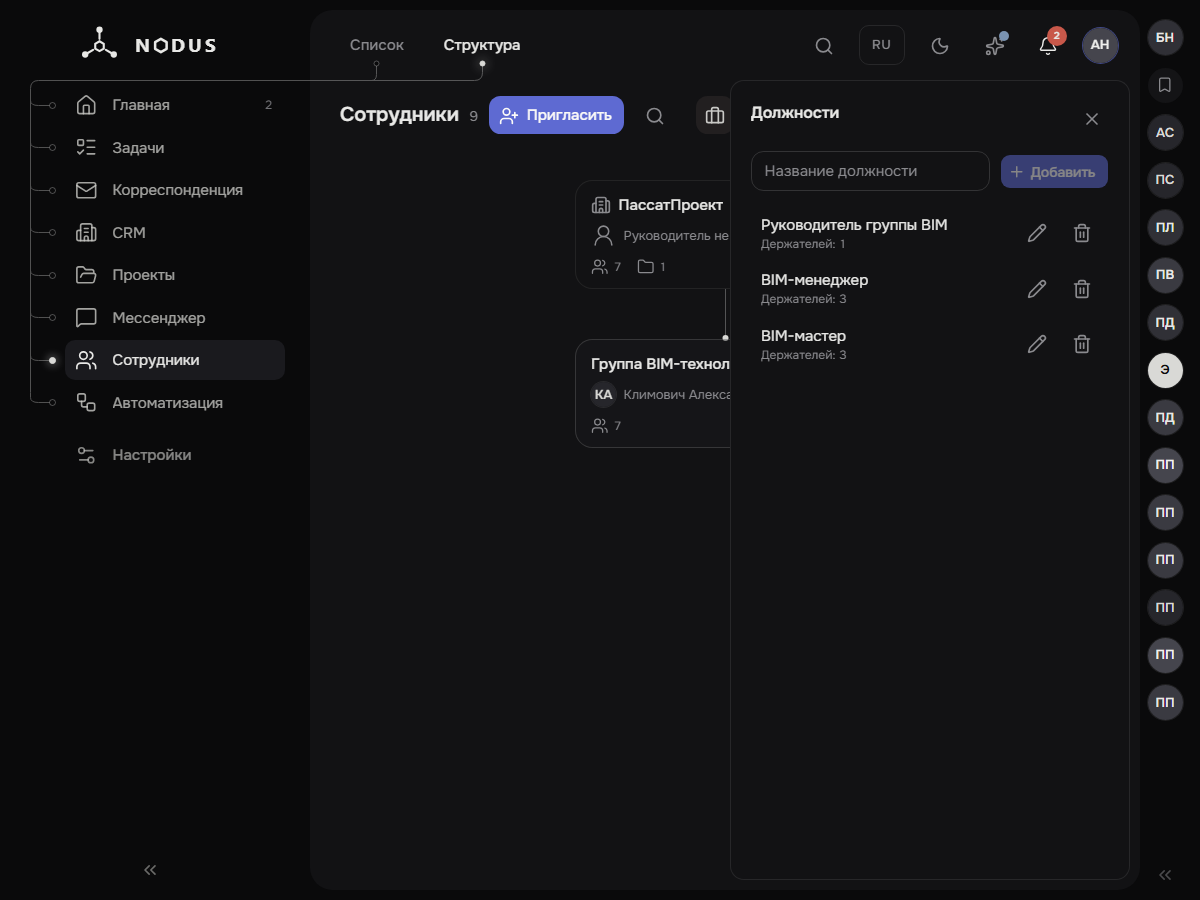 NODUS
Главная 2
Задачи
Корреспонденция
CRM
Проекты
Мессенджер
Сотрудники
Автоматизация
Настройки
Список Структура
RU
2
АН
Сотрудники 9
Пригласить
ПассатПроект
Руководитель не
7 1
Группа BIM-технол
КА Климович Алекса
7
Должности
Название должности
Добавить
Руководитель группы BIM
Держателей: 1
BIM-менеджер
Держателей: 3
BIM-мастер
Держателей: 3
БН
АС
ПС
ПЛ
ПВ
ПД
Э
ПД
ПП
ПП
ПП
ПП
ПП
ПП